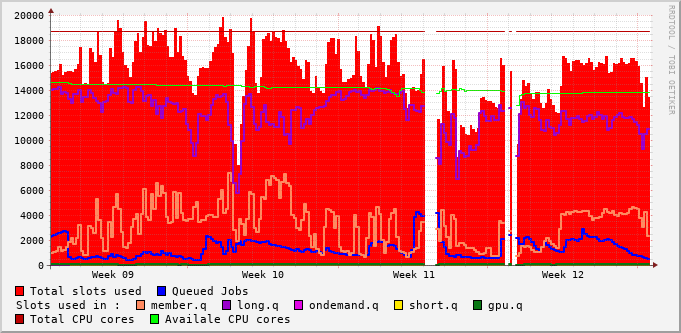 RRDTOOL / TOBI OETIKER
20000
18000
16000
14000
12000
10000
8000
6000
4000
2000
0
Week 09 Week 10 Week 11 Week 12
Total slots used Queued Jobs
Slots used in : member.q long.q ondemand.q short.q gpu.q
Total CPU cores Availale CPU cores